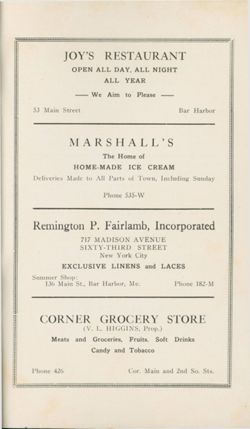 JOY'S RESTAURANT
OPEN ALL DAY, ALL NIGHT
ALL YEAR
— We Aim to Please —
53 Main Street Bar Harbor
MARSHALL'S
The Home of
HOME-MADE ICE CREAM
Deliveries Made to All Parts of Town, Including Sunday
Phone 535-W
Remington P. Fairlamb, Incorporated
717 MADISON AVENUE
SIXTY-THIRD STREET
New York City
EXCLUSIVE LINENS and LACES
Summer Shop:
136 Main St., Bar Harbor, Me. Phone 182-M
CORNER GROCERY STORE
(V. L. HIGGINS, Prop.)
Meats and Groceries, Fruits, Soft Drinks
Candy and Tobacco
Phone 426 Cor. Main and 2nd So. Sts.